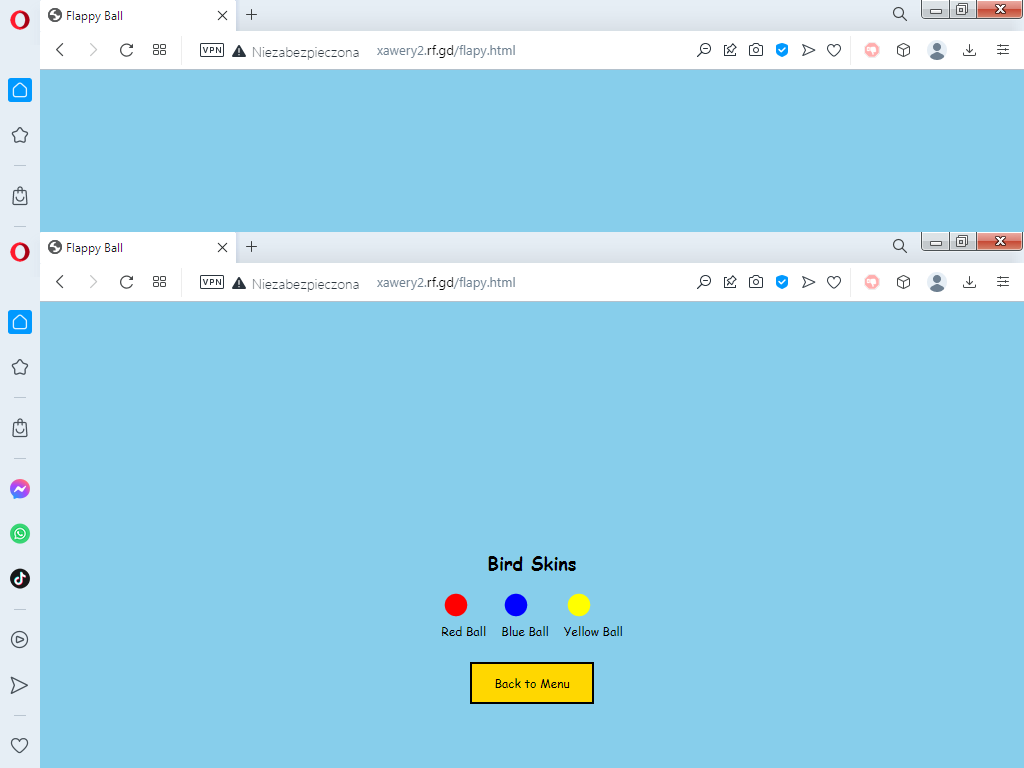 Flappy Ball
VPN Niezabezpieczona xawery2.rf.gd/flapy.html
Flappy Ball
VPN Niezabezpieczona xawery2.rf.gd/flapy.html
Bird Skins
Red Ball Blue Ball Yellow Ball
Back to Menu